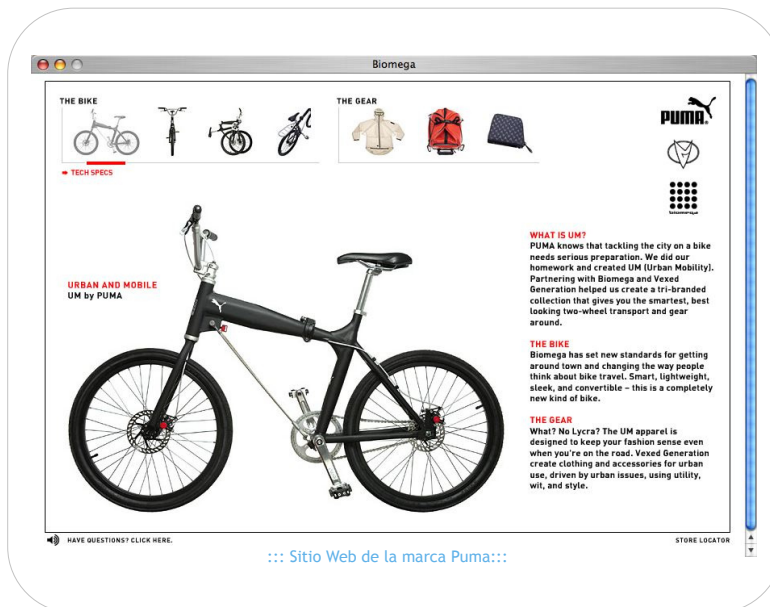 Biomega
THE BIKE
THE GEAR
PUMA
TECH SPECS
URBAN AND MOBILE
UM by PUMA
WHAT IS UM?
PUMA knows that tackling the city on a bike
needs serious preparation. We did our
homework and created UM (Urban Mobility).
Partnering with Biomega and Vexed
Generation helped us create a tri-branded
collection that gives you the smartest, best
looking two-wheel transport and gear
around.
THE BIKE
Biomega has set new standards for getting
around town and changing the way people
think about bike travel. Smart, lightweight,
sleek, and convertible – this is a completely
new kind of bike.
THE GEAR
What? No Lycra? The UM apparel is
designed to keep your fashion sense even
when you're on the road. Vexed Generation
create clothing and accessories for urban
use, driven by urban issues, using utility,
wit, and style.
HAVE QUESTIONS? CLICK HERE.
STORE LOCATOR
::: Sitio Web de la marca Puma:::